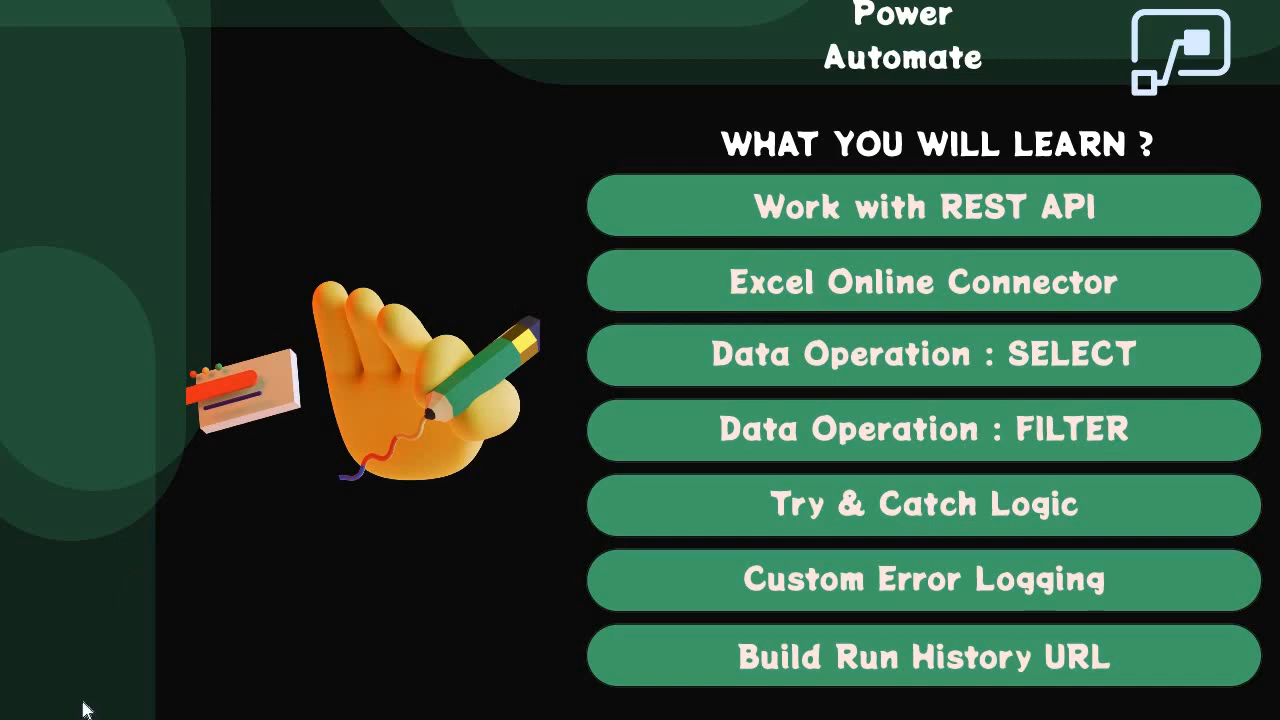 Power
Automate
WHAT YOU WILL LEARN ?
Work with REST API
Excel Online Connector
Data Operation : SELECT
Data Operation : FILTER
Try & Catch Logic
Custom Error Logging
Build Run History URL